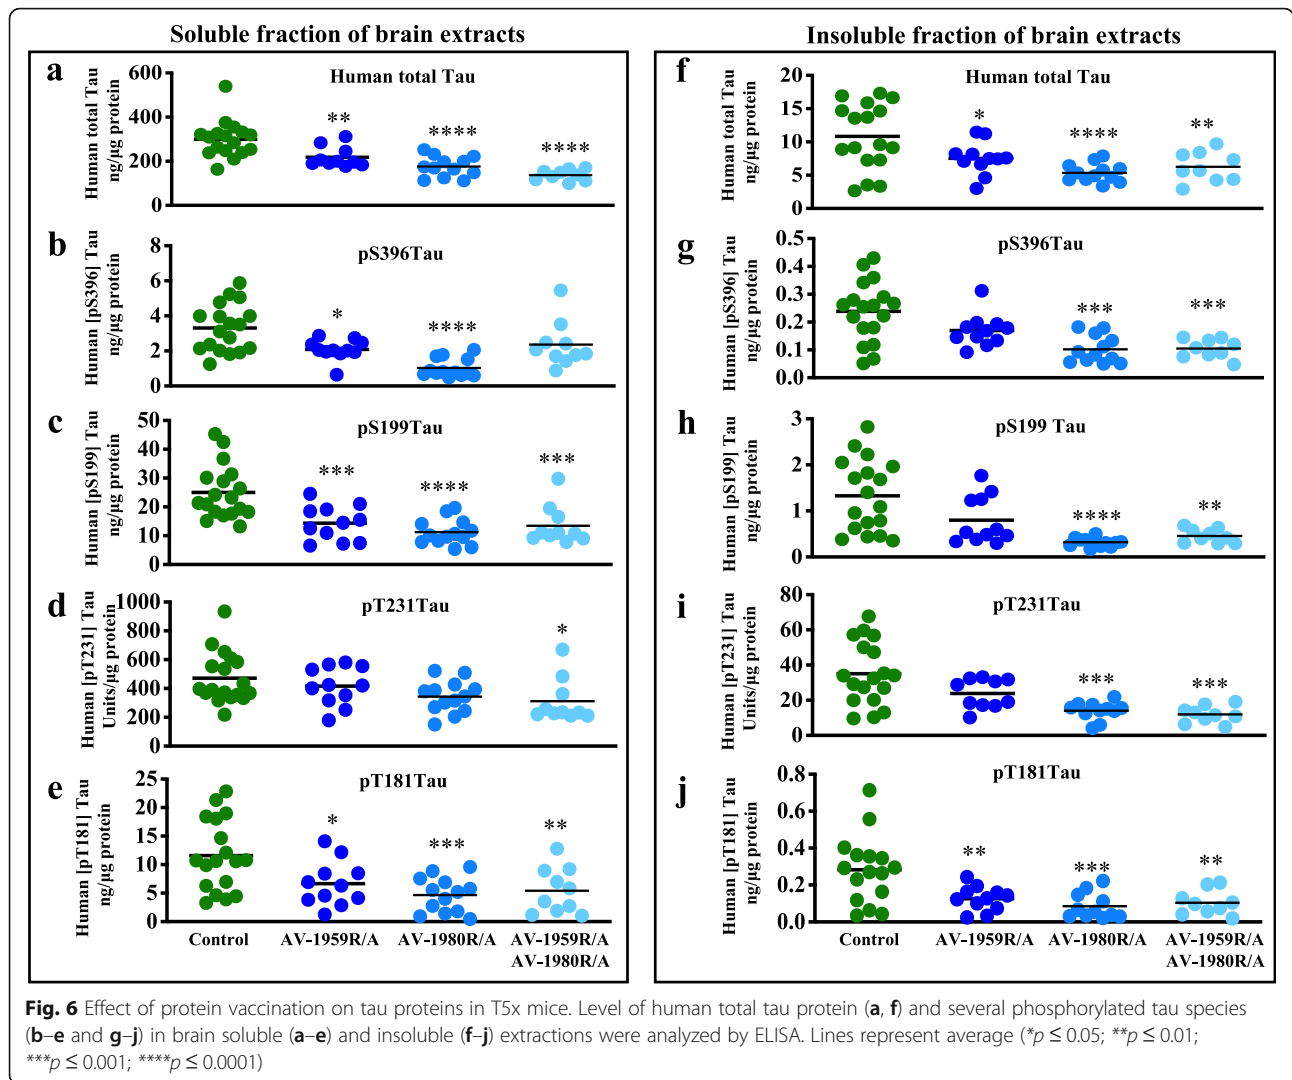 Soluble fraction of brain extracts
a
Human total Tau
Human total Tau
ng/µg protein
600
400
200
0
**
****
****
b
pS396Tau
Human [pS396] Tau
ng/µg protein
8
6
4
2
0
*
****
c
pS199Tau
Human [pS199] Tau
ng/µg protein
50
40
30
20
10
0
***
****
***
d
pT231Tau
Human [pT231] Tau
Units/µg protein
1000
800
600
400
200
0
*
e
pT181Tau
Human [pT181] Tau
ng/µg protein
25
20
15
10
5
0
*
***
**
Control
AV-1959R/A
AV-1980R/A
AV-1959R/A
AV-1980R/A
Insoluble fraction of brain extracts
f
Human total Tau
Human total Tau
ng/µg protein
20
15
10
5
0
*
****
**
g
pS396Tau
Human [pS396] Tau
ng/µg protein
0.5
0.4
0.3
0.2
0.1
0.0
***
***
h
pS199 Tau
Human [pS199] Tau
ng/µg protein
3
2
1
0
****
**
i
pT231Tau
Human [pT231] Tau
Units/µg protein
80
60
40
20
0
***
***
j
pT181Tau
Human [pT181] Tau
ng/µg protein
0.8
0.6
0.4
0.2
0.0
**
***
**
Control
AV-1959R/A
AV-1980R/A
AV-1959R/A
AV-1980R/A
Fig. 6 Effect of protein vaccination on tau proteins in T5x mice. Level of human total tau protein (a, f) and several phosphorylated tau species
(b–e and g–j) in brain soluble (a–e) and insoluble (f–j) extractions were analyzed by ELISA. Lines represent average (*p ≤ 0.05; **p ≤ 0.01;
***p ≤ 0.001; ****p ≤ 0.0001)